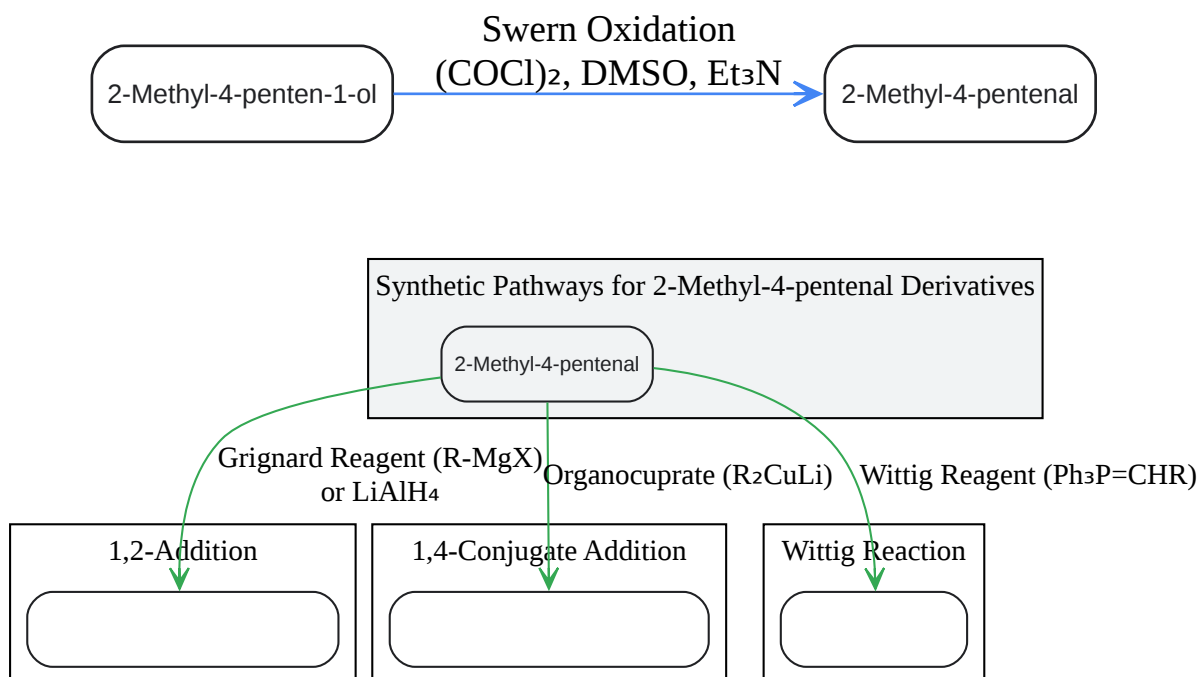 Swern Oxidation
(COCl)₂, DMSO, Et₃N
2-Methyl-4-penten-1-ol
2-Methyl-4-pentenal
Synthetic Pathways for 2-Methyl-4-pentenal Derivatives
2-Methyl-4-pentenal
Grignard Reagent (R-MgX)
or LiAlH₄
Organocuprate (R₂CuLi)
Wittig Reagent (Ph₃P=CHR)
1,2-Addition
1,4-Conjugate Addition
Wittig Reaction